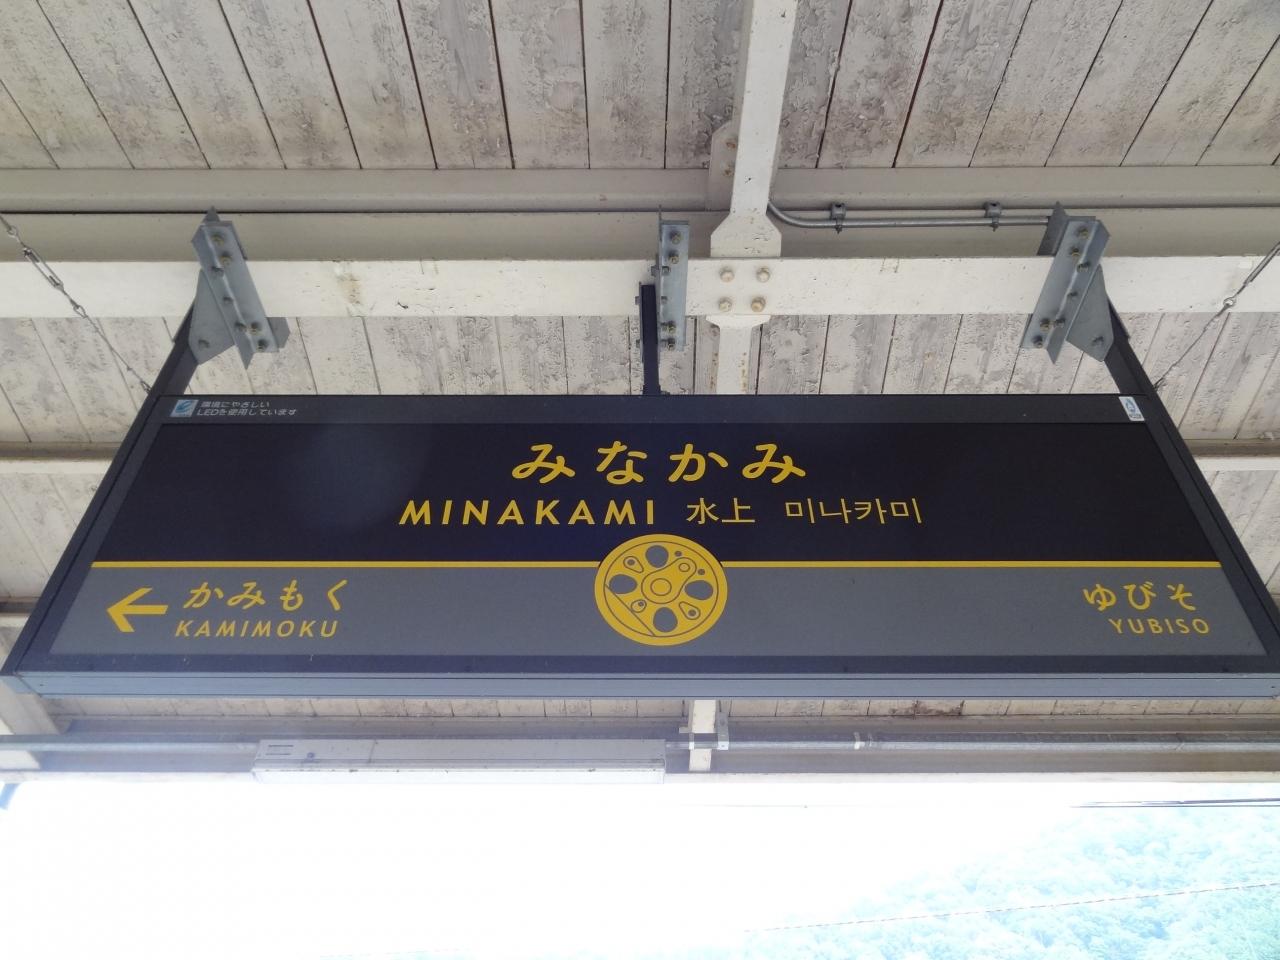 環境にやさしい
LEDを使用しています
みなかみ
MINAKAMI 水上 미나카미
← かみもく
KAMIMOKU
ゆびそ
YUBISO